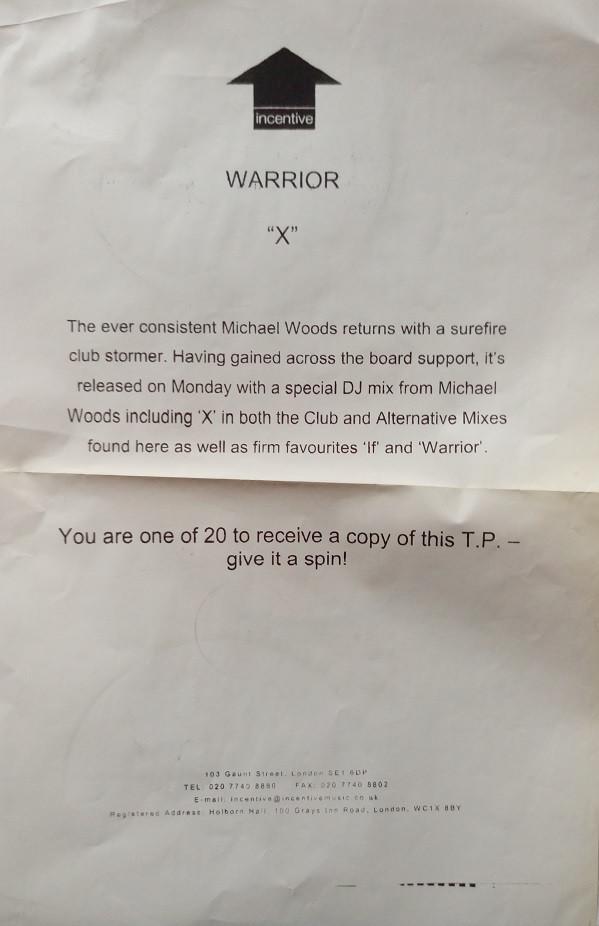 incentive
WARRIOR
“X”
The ever consistent Michael Woods returns with a surefire
club stormer. Having gained across the board support, it’s
released on Monday with a special DJ mix from Michael
Woods including ‘X’ in both the Club and Alternative Mixes
found here as well as firm favourites ‘If’ and ‘Warrior’.
You are one of 20 to receive a copy of this T.P. –
give it a spin!
103 Gaunt Street, London SE1 6DP
TEL: 020 7740 8880 FAX: 020 7740 8802
E-mail: incentive@incentivemusic.co.uk
Registered Address: Holborn Hall, 100 Grays Inn Road, London, WC1X 8BY